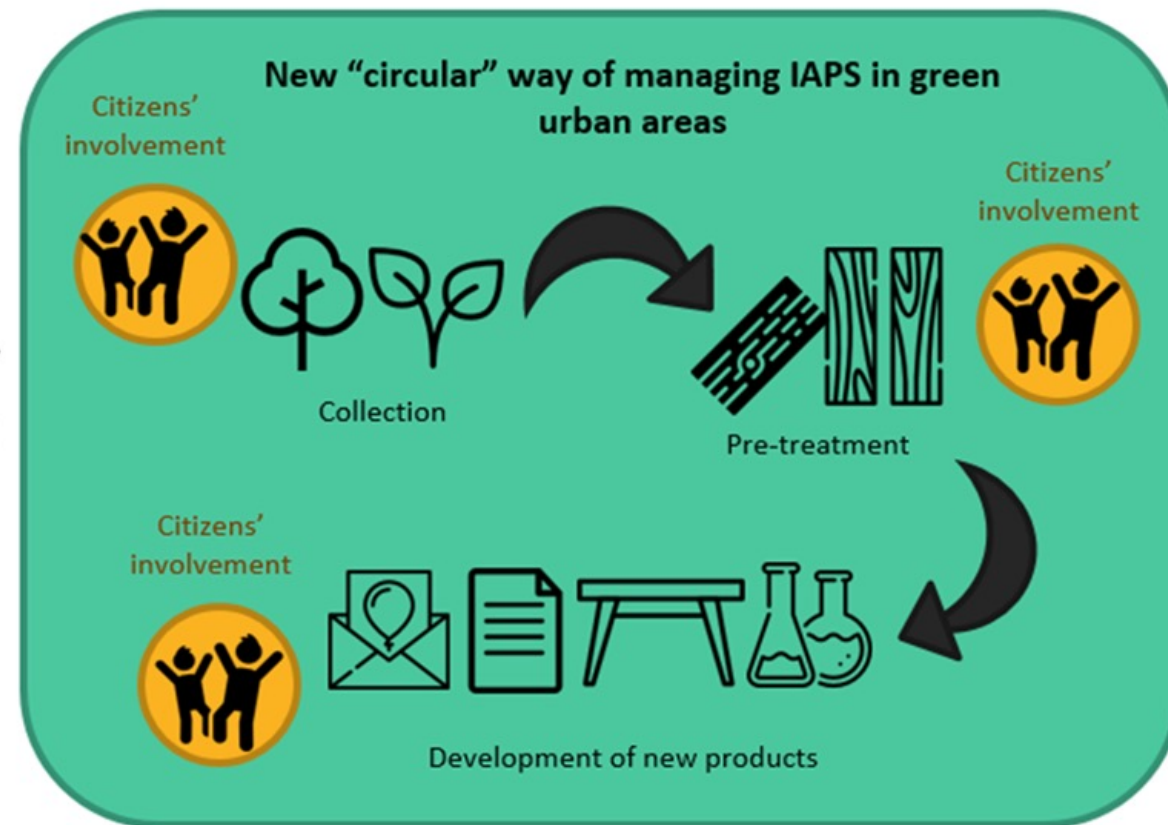 New “circular” way of managing IAPS in green
urban areas
Citizens’
involvement
Citizens’
involvement
Collection
Pre-treatment
Citizens’
involvement
Development of new products